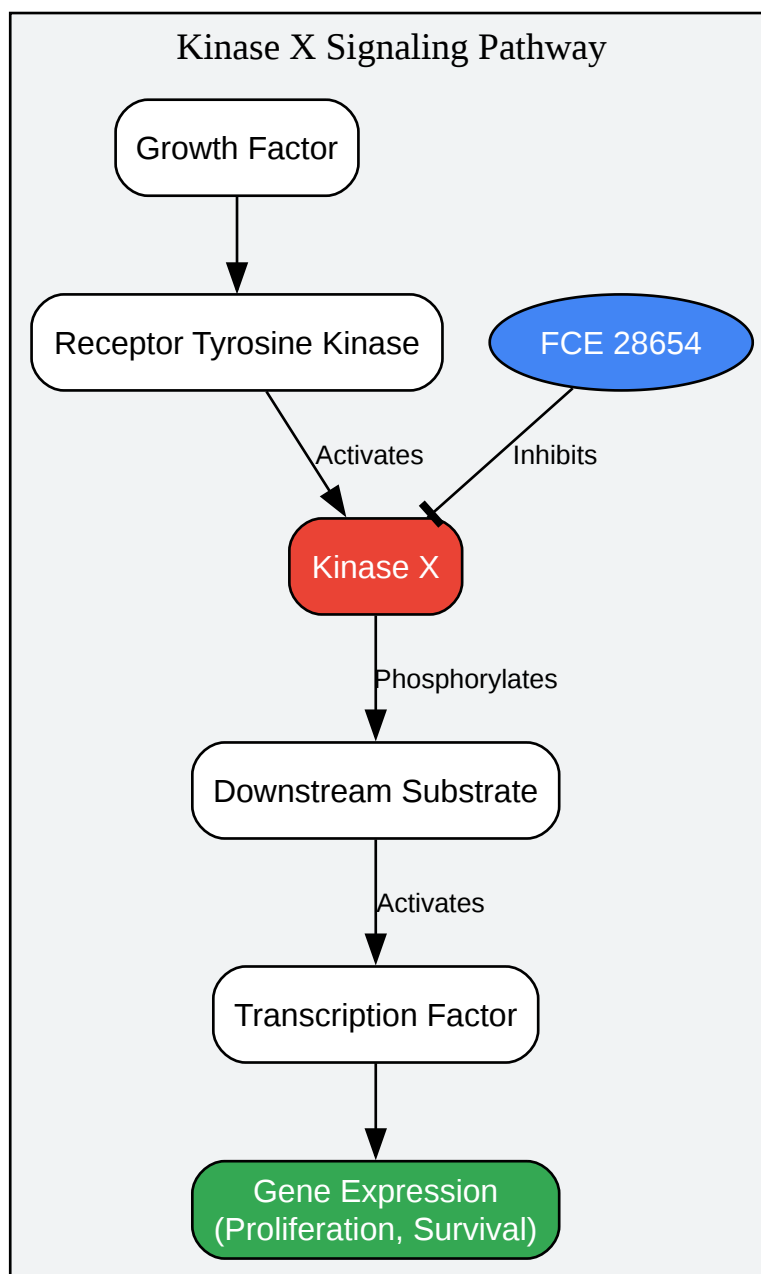 Kinase X Signaling Pathway
Growth Factor
Receptor Tyrosine Kinase
FCE 28654
Activates
Inhibits
Kinase X
Phosphorylates
Downstream Substrate
Activates
Transcription Factor
Gene Expression
(Proliferation, Survival)